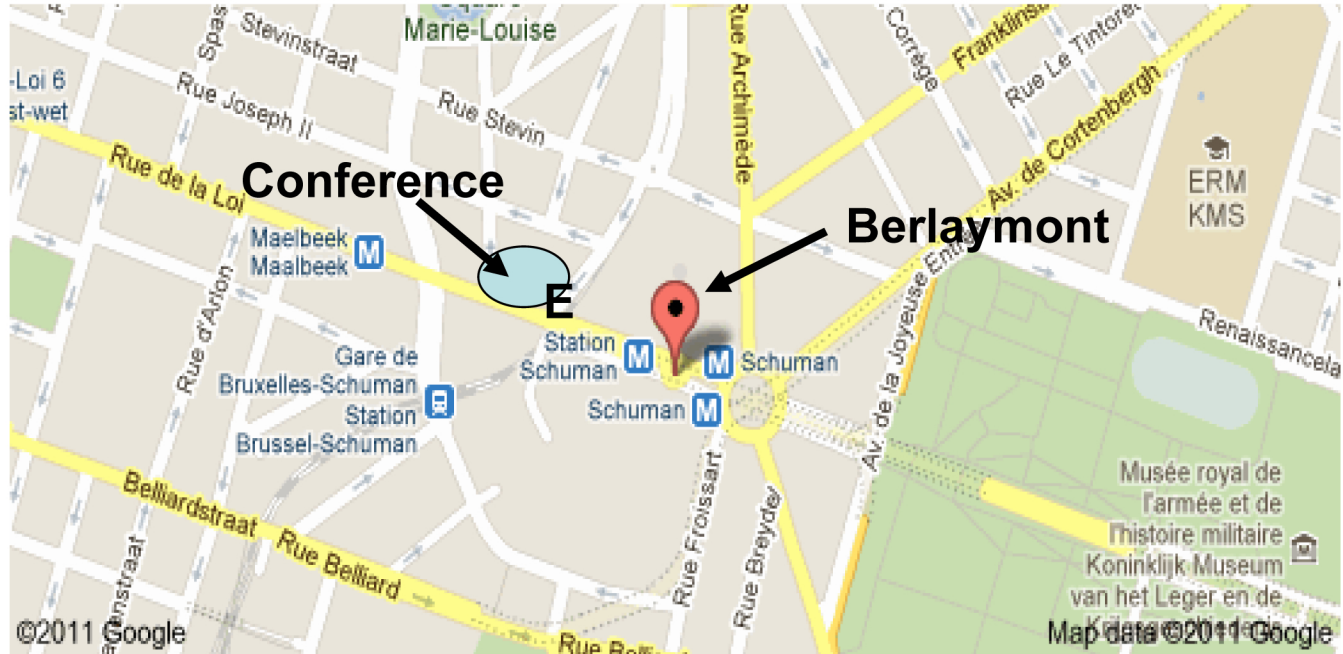 Square
Marie-Louise
Stevinstraat
-Loi 6
st-wet
Rue Joseph II
Rue Stevin
Rue Archimède
Corrège
Rue Le Tintoret
Av. de Cortenbergh
ERM
KMS
Rue de la Loi
Conference
Berlaymont
Maelbeek
Maalbeek
E
Rue d'Arlon
Station
Schuman
Schuman
Schuman
Gare de
Bruxelles-Schuman
Station
Brussel-Schuman
Av. de la Joyeuse Entrée
Renaissancela
Belliardstraat
Rue Belliard
Rue Froissart
Rue Breydel
Musée royal de
l'armée et de
l'histoire militaire
Koninklijk Museum
van het Leger en de
enstraat
©2011 Google
Map data ©2011 Google